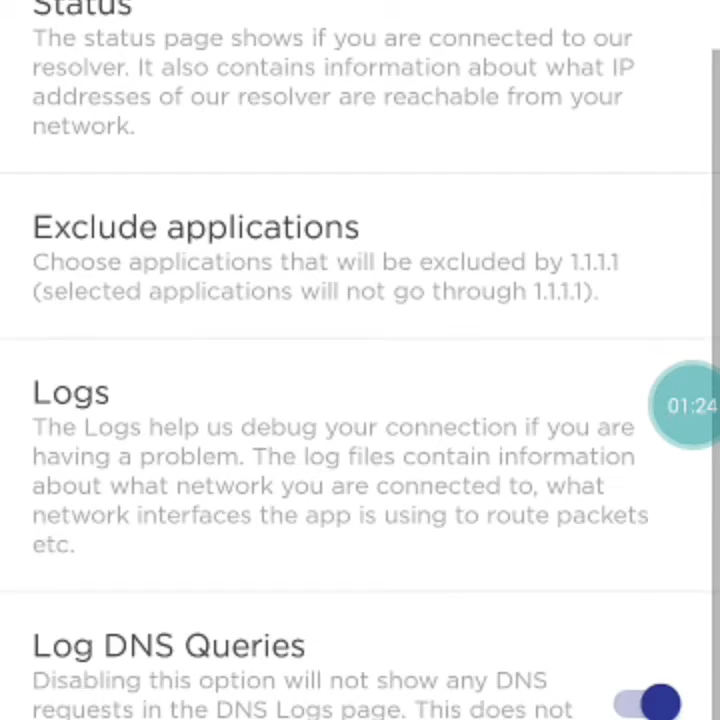 Status
The status page shows if you are connected to our
resolver. It also contains information about what IP
addresses of our resolver are reachable from your
network.
Exclude applications
Choose applications that will be excluded by 1.1.1.1
(selected applications will not go through 1.1.1.1).
Logs
01:24
The Logs help us debug your connection if you are
having a problem. The log files contain information
about what network you are connected to, what
network interfaces the app is using to route packets
etc.
Log DNS Queries
Disabling this option will not show any DNS
requests in the DNS Logs page. This does not